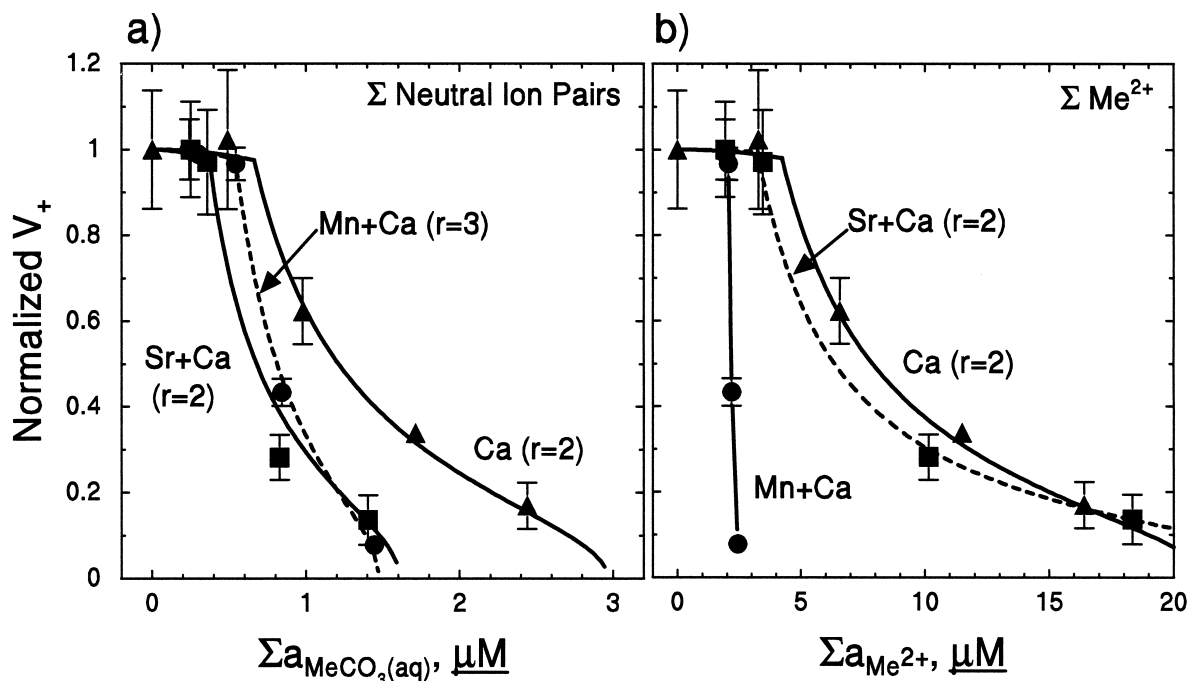 a)
b)
Normalized V+
1.2
1
0.8
0.6
0.4
0.2
0
Σ Neutral Ion Pairs
Mn+Ca (r=3)
Sr+Ca
(r=2)
Ca (r=2)
0 1 2 3
ΣaMeCO3(aq), μM
Σ Me2+
Sr+Ca (r=2)
Ca (r=2)
Mn+Ca
0 5 10 15 20
ΣaMe2+, μM